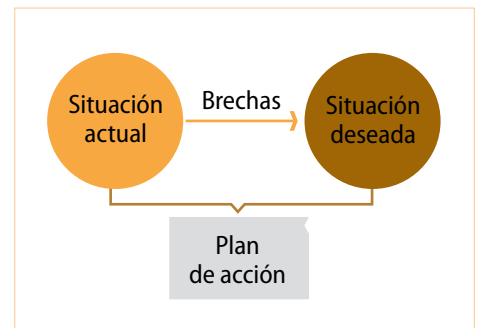 Situación
actual
Brechas
Situación
deseada
Plan
de acción